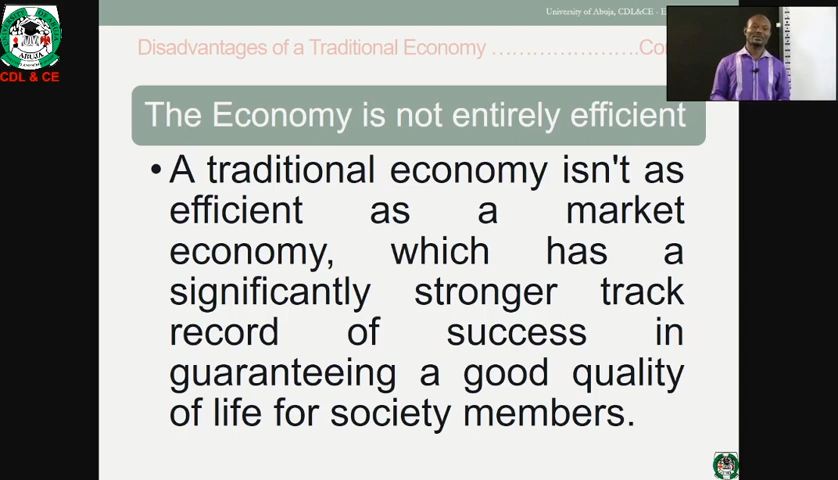 University of Abuja, CDL&CE - E
Disadvantages of a Traditional Economy …………………Co
The Economy is not entirely efficient
• A traditional economy isn't as
efficient as a market
economy, which has a
significantly stronger track
record of success in
guaranteeing a good quality
of life for society members.
ABUJA
CDL & CE